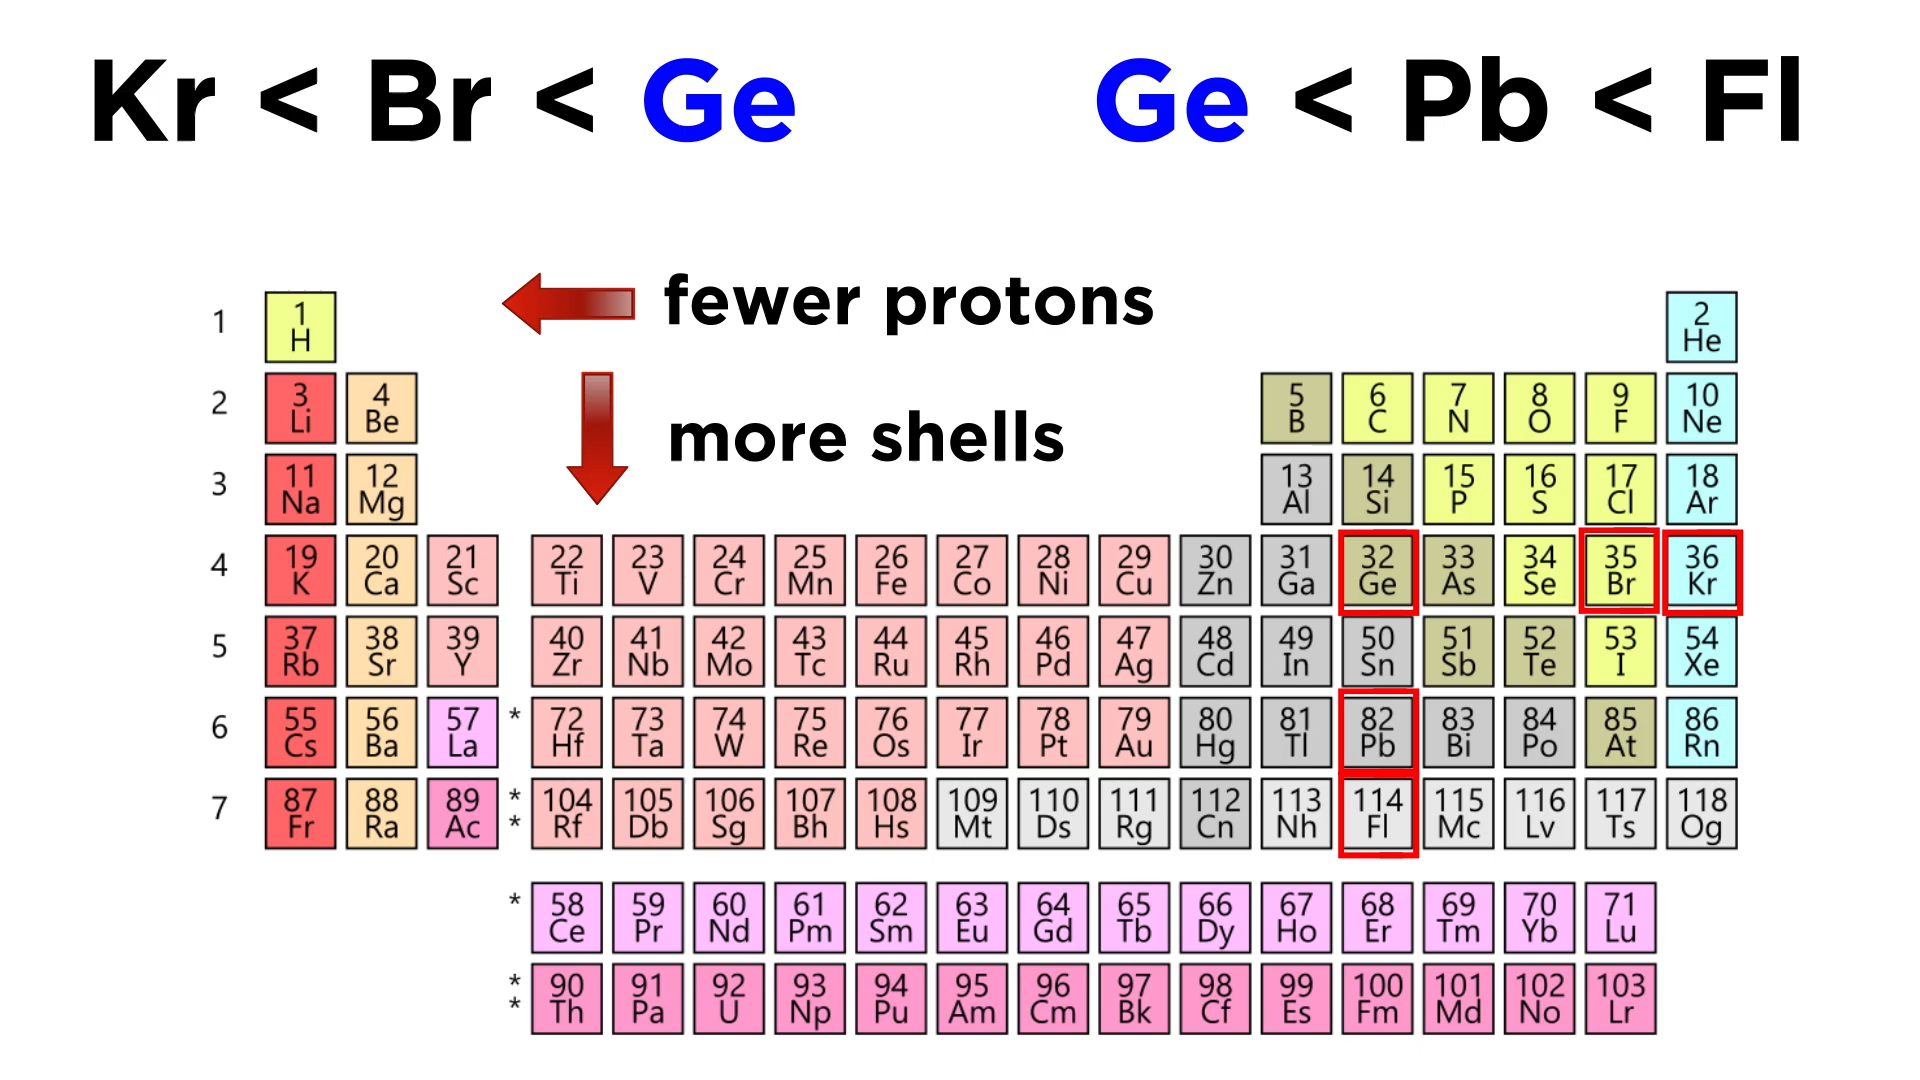 Kr < Br < Ge
Ge < Pb < Fl
fewer protons
more shells
1 1 2
H He
2 3 4 5 6 7 8 9 10
Li Be B C N O F Ne
3 11 12 13 14 15 16 17 18
Na Mg Al Si P S Cl Ar
4 19 20 21 22 23 24 25 26 27 28 29 30 31 32 33 34 35 36
K Ca Sc Ti V Cr Mn Fe Co Ni Cu Zn Ga Ge As Se Br Kr
5 37 38 39 40 41 42 43 44 45 46 47 48 49 50 51 52 53 54
Rb Sr Y Zr Nb Mo Tc Ru Rh Pd Ag Cd In Sn Sb Te I Xe
6 55 56 57 * 72 73 74 75 76 77 78 79 80 81 82 83 84 85 86
Cs Ba La Hf Ta W Re Os Ir Pt Au Hg Tl Pb Bi Po At Rn
7 87 88 89 * 104 105 106 107 108 109 110 111 112 113 114 115 116 117 118
Fr Ra Ac * Rf Db Sg Bh Hs Mt Ds Rg Cn Nh Fl Mc Lv Ts Og
* 58 59 60 61 62 63 64 65 66 67 68 69 70 71
Ce Pr Nd Pm Sm Eu Gd Tb Dy Ho Er Tm Yb Lu
* 90 91 92 93 94 95 96 97 98 99 100 101 102 103
* Th Pa U Np Pu Am Cm Bk Cf Es Fm Md No Lr